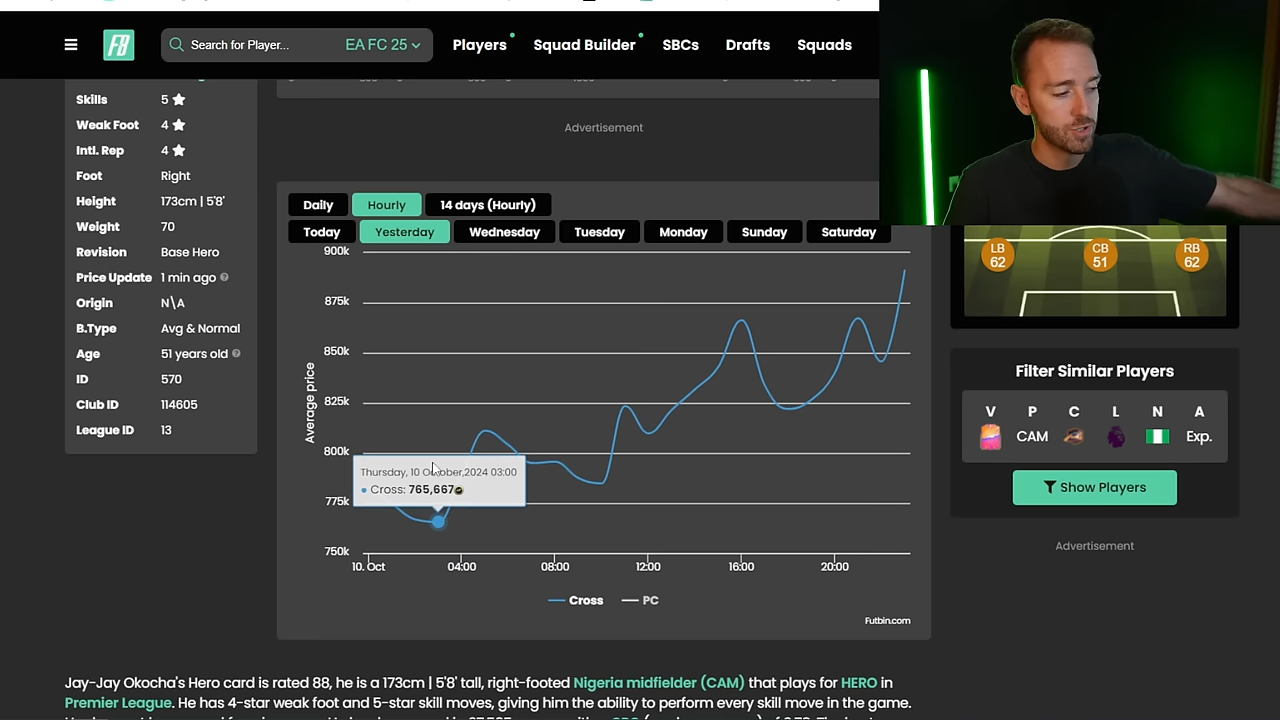 F8 Search for Player... EA FC 25 Players Squad Builder SBCs Drafts Squads
Skills 5
Weak Foot 4
Intl. Rep 4
Foot Right
Height 173cm | 5'8'
Weight 70
Revision Base Hero
Price Update 1 min ago
Origin N\A
B.Type Avg & Normal
Age 51 years old
ID 570
Club ID 114605
League ID 13
Advertisement
Daily Hourly 14 days (Hourly)
Today Yesterday Wednesday Tuesday Monday Sunday Saturday
Average price
900k
875k
850k
825k
800k
775k
750k
Thursday, 10 October,2024 03:00
Cross: 765,667
10. Oct 04:00 08:00 12:00 16:00 20:00
Cross PC
Futbin.com
LB CB RB
62 51 62
Filter Similar Players
V P C L N A
CAM Exp.
Show Players
Advertisement
Jay-Jay Okocha's Hero card is rated 88, he is a 173cm | 5'8' tall, right-footed Nigeria midfielder (CAM) that plays for HERO in
Premier League. He has 4-star weak foot and 5-star skill moves, giving him the ability to perform every skill move in the game.